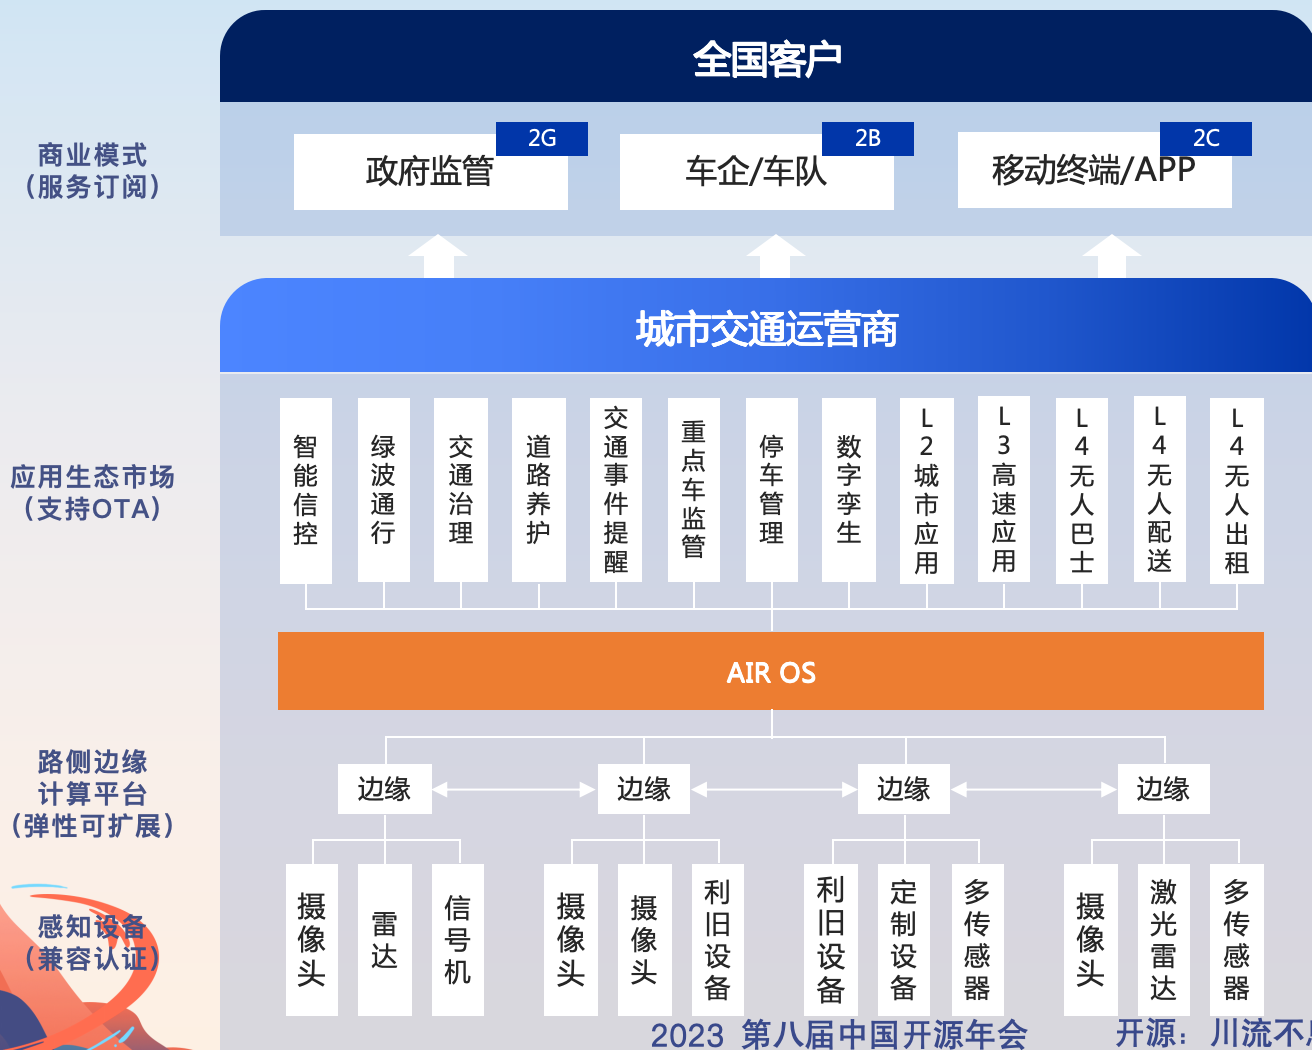 全国客户
商业模式
（服务订阅）
政府监管
2G
车企/车队
2B
移动终端/APP
2C
城市交通运营商
应用生态市场
（支持OTA）
智能信控
绿波通行
交通治理
道路养护
交通事件提醒
重点车监管
停车管理
数字孪生
L2城市应用
L3高速应用
L4无人巴士
L4无人配送
L4无人出租
AIR OS
路侧边缘
计算平台
（弹性可扩展）
边缘
边缘
边缘
边缘
感知设备
（兼容认证）
摄像头
雷达
信号机
摄像头
摄像头
利旧设备
利旧设备
定制设备
多传感器
摄像头
激光雷达
多传感器
2023 第八届中国开源年会
开源：川流不